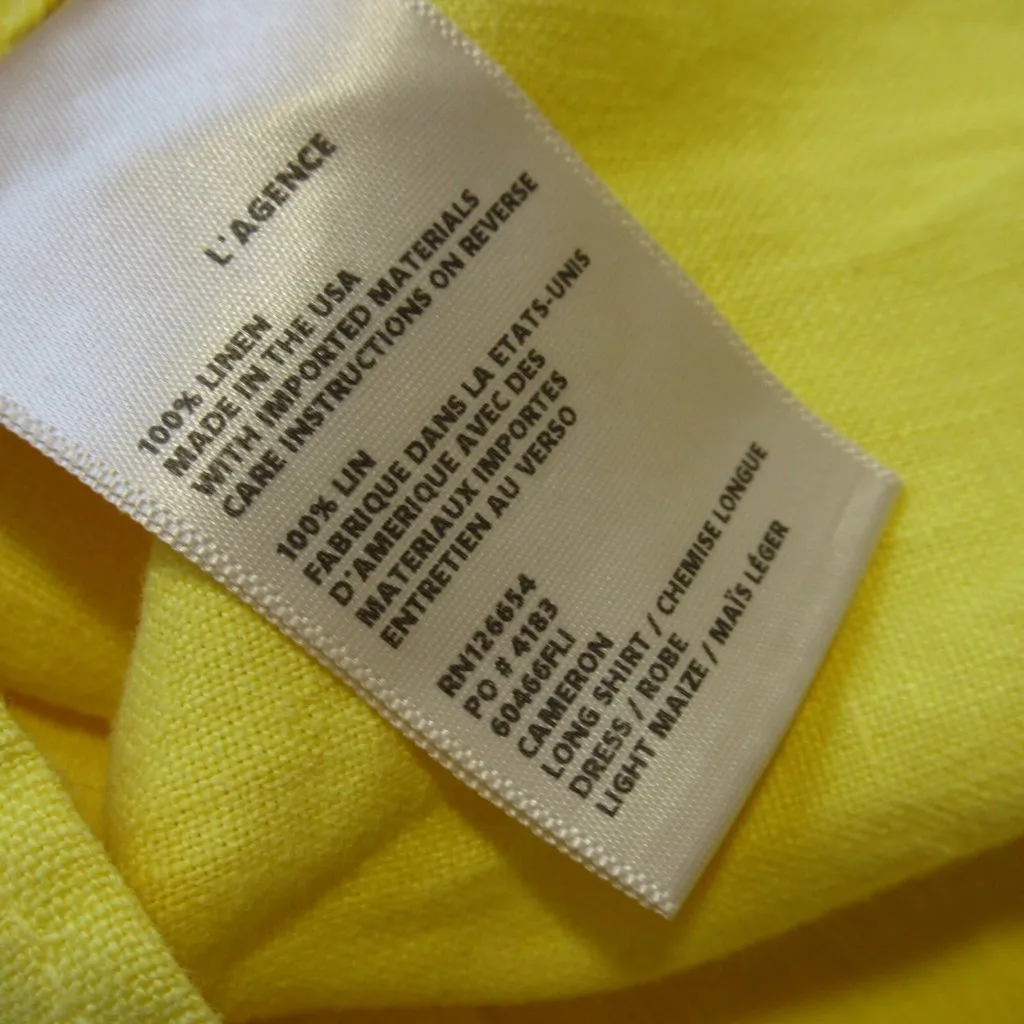 L'AGENCE
100% LINEN
MADE IN THE USA
WITH IMPORTED MATERIALS
CARE INSTRUCTIONS ON REVERSE
100% LIN
FABRIQUE DANS LA ETATS-UNIS
D'AMERIQUE AVEC DES
MATERIAUX IMPORTES
ENTRETIEN AU VERSO
RN126654
PO # 4183
60466FLI
CAMERON
LONG SHIRT / CHEMISE LONGUE
DRESS / ROBE
LIGHT MAIZE / MAÏS LÉGER